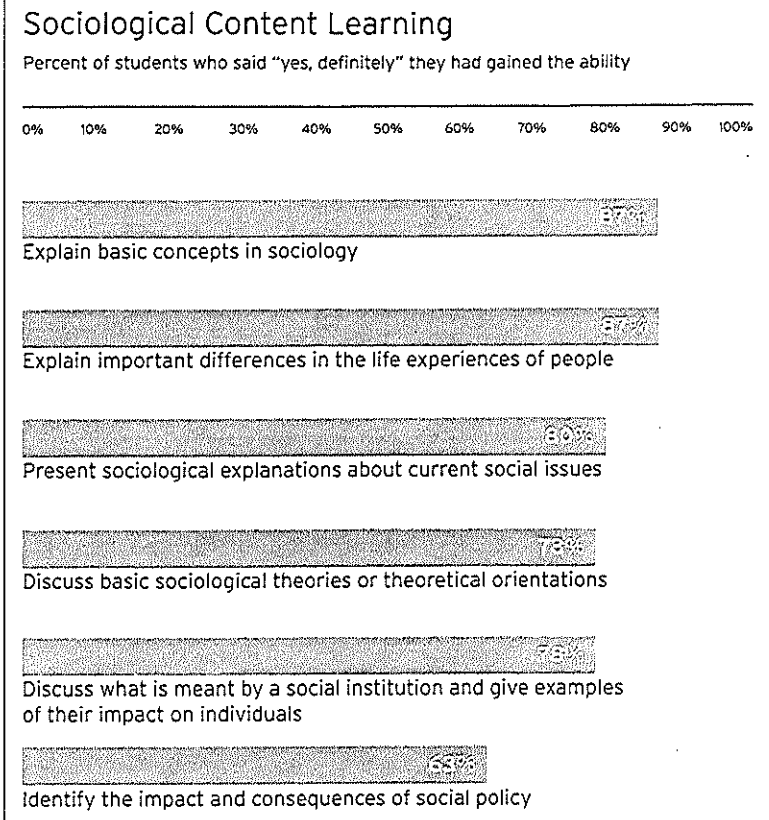 Sociological Content Learning
Percent of students who said “yes, definitely” they had gained the ability
0% 10% 20% 30% 40% 50% 60% 70% 80% 90% 100%
87%
Explain basic concepts in sociology
87%
Explain important differences in the life experiences of people
80%
Present sociological explanations about current social issues
78%
Discuss basic sociological theories or theoretical orientations
78%
Discuss what is meant by a social institution and give examples
of their impact on individuals
63%
Identify the impact and consequences of social policy